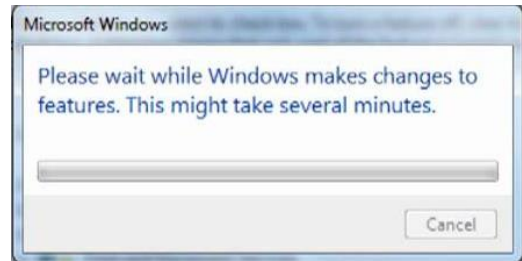 Microsoft Windows
Please wait while Windows makes changes to
features. This might take several minutes.
Cancel